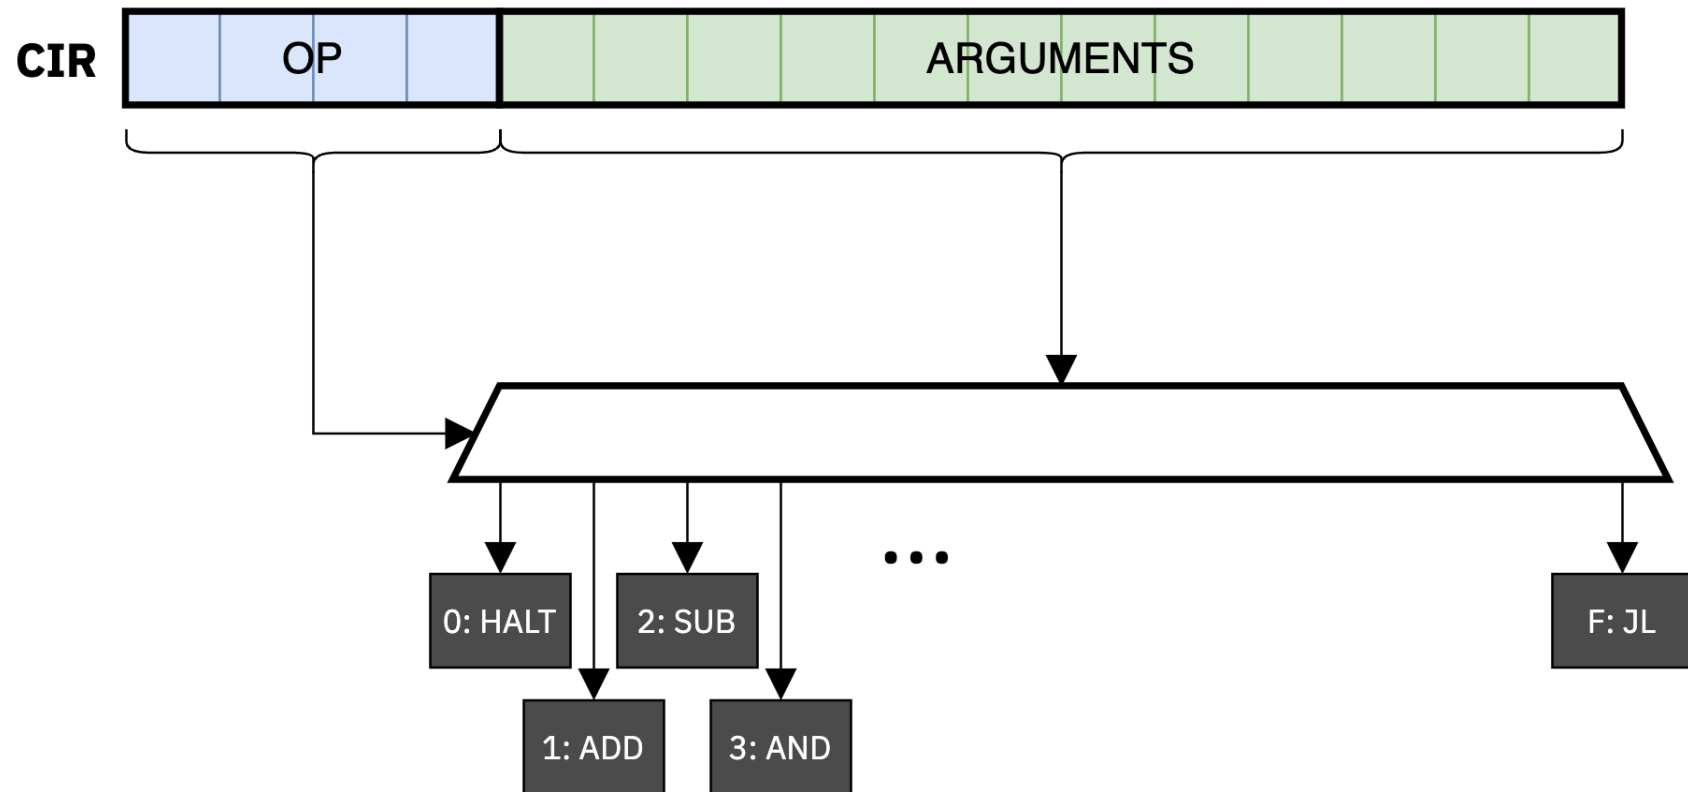 CIR OP ARGUMENTS
...
0: HALT 2: SUB F: JL
1: ADD 3: AND